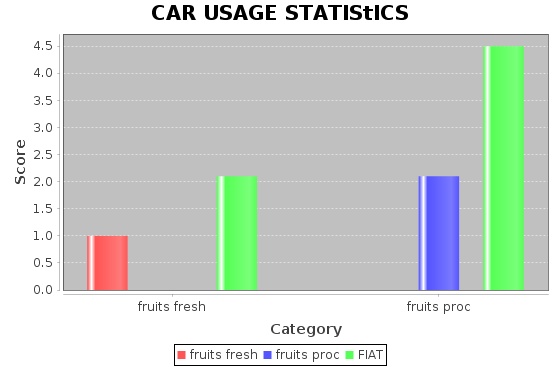 CAR USAGE STATIStICS
4.5
4.0
3.5
3.0
2.5
2.0
1.5
1.0
0.5
0.0
Score
fruits fresh fruits proc
Category
fruits fresh fruits proc FIAT